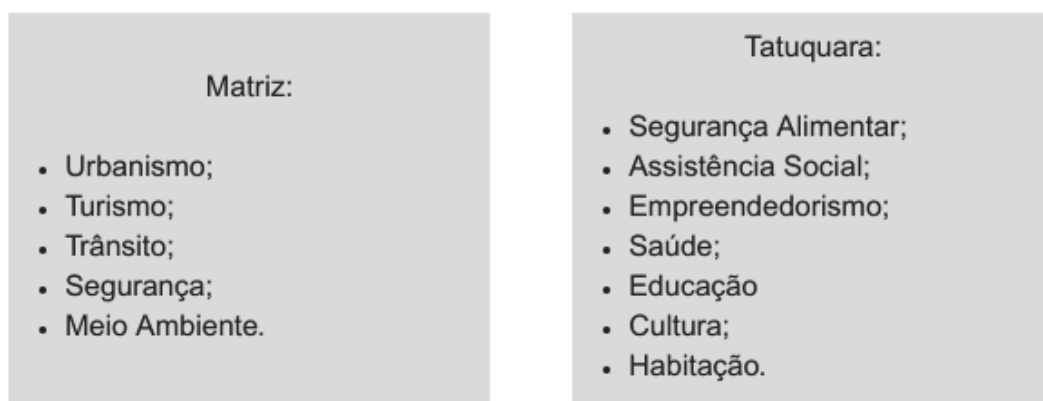 Matriz:
• Urbanismo;
• Turismo;
• Trânsito;
• Segurança;
• Meio Ambiente.
Tatuquara:
• Segurança Alimentar;
• Assistência Social;
• Empreendedorismo;
• Saúde;
• Educação
• Cultura;
• Habitação.